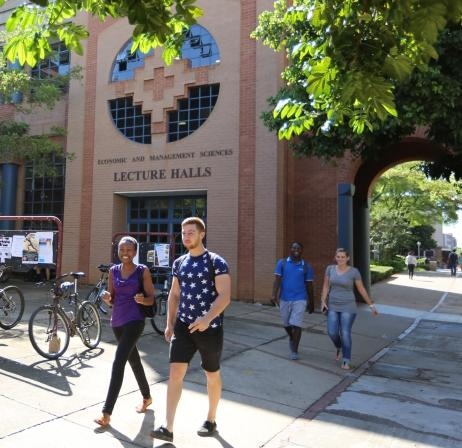 ECONOMIC AND MANAGEMENT SCIENCES
LECTURE HALLS